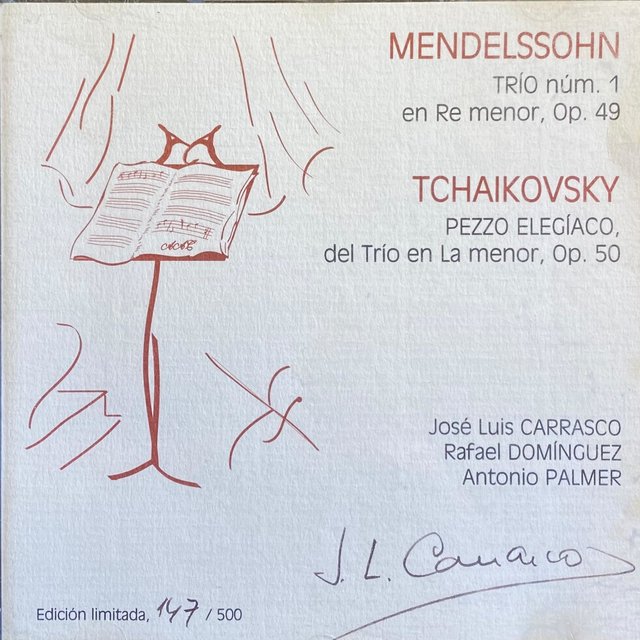 MENDELSSOHN
TRÍO núm. 1
en Re menor, Op. 49
TCHAIKOVSKY
PEZZO ELEGÍACO,
del Trío en La menor, Op. 50
José Luis CARRASCO
Rafael DOMÍNGUEZ
Antonio PALMER
J. L. Carrasco
Edición limitada, 147 / 500